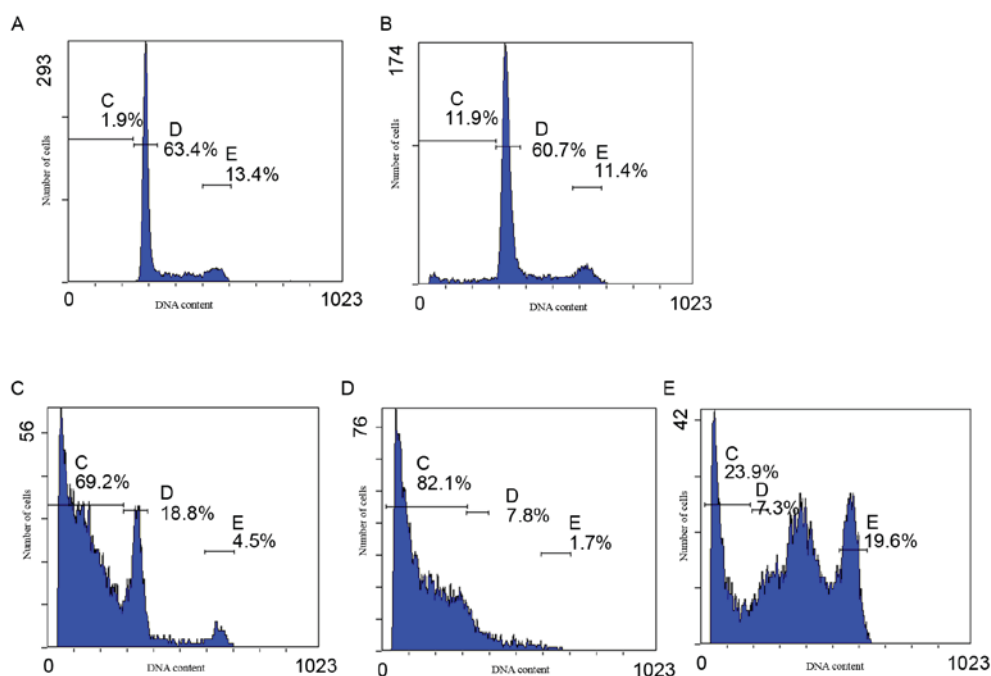 A
293
Number of cells
C
1.9%
D
63.4%
E
13.4%
0
DNA content
1023
B
174
Number of cells
C
11.9%
D
60.7%
E
11.4%
0
DNA content
1023
C
56
Number of cells
C
69.2%
D
18.8%
E
4.5%
0
DNA content
1023
D
76
Number of cells
C
82.1%
D
7.8%
E
1.7%
0
DNA content
1023
E
42
Number of cells
C
23.9%
D
7.3%
E
19.6%
0
DNA content
1023